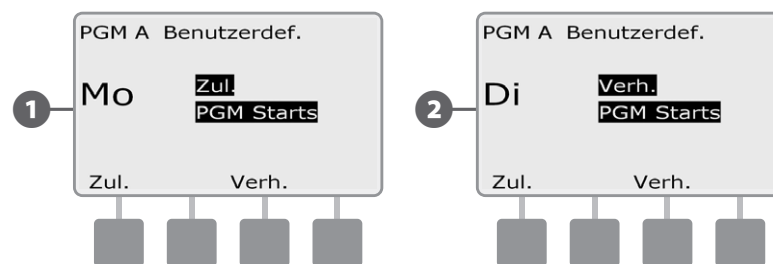 PGM A Benutzerdef.
1
Mo
Zul.
PGM Starts
Zul. Verh.
PGM A Benutzerdef.
2
Di
Verh.
PGM Starts
Zul. Verh.